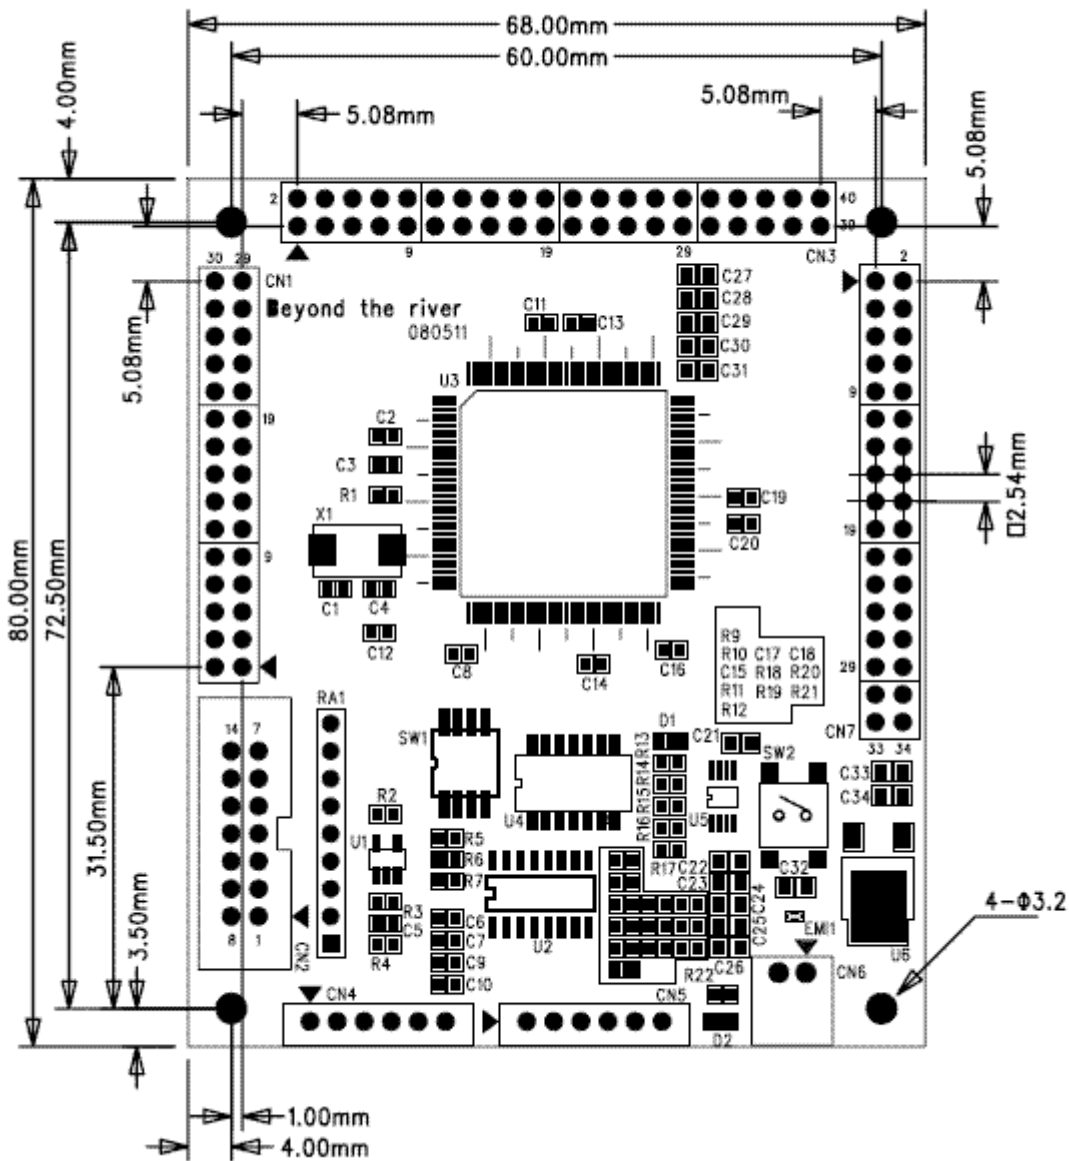 68.00mm
60.00mm
4.00mm
5.08mm
5.08mm
5.08mm
2
40
39
9
19
29
CN3
30 29
CN1
2
Beyond the river
080511
C11
C13
C27
C28
C29
C30
C31
5.08mm
U3
9
19
C2
C3
R1
X1
C19
C20
19
□2.54mm
9
C1
C4
C12
C8
C14
C16
80.00mm
72.50mm
R9
R10 C17 C18
C15 R18 R20
R11 R19 R21
R12
29
CN7
33 34
RA1
14 7
SW1
D1
R13
C21
SW2
R14
R15
R16
U4
U5
C33
C34
R2
U1
R5
R6
R7
R17
C22
C23
C32
31.50mm
3.50mm
C24
C25
EMI1
R3
C5
R4
C6
C7
C9
C10
U2
8 1
CN2
R22
C26
CN6
U6
4-Φ3.2
CN4
CN5
D2
1.00mm
4.00mm